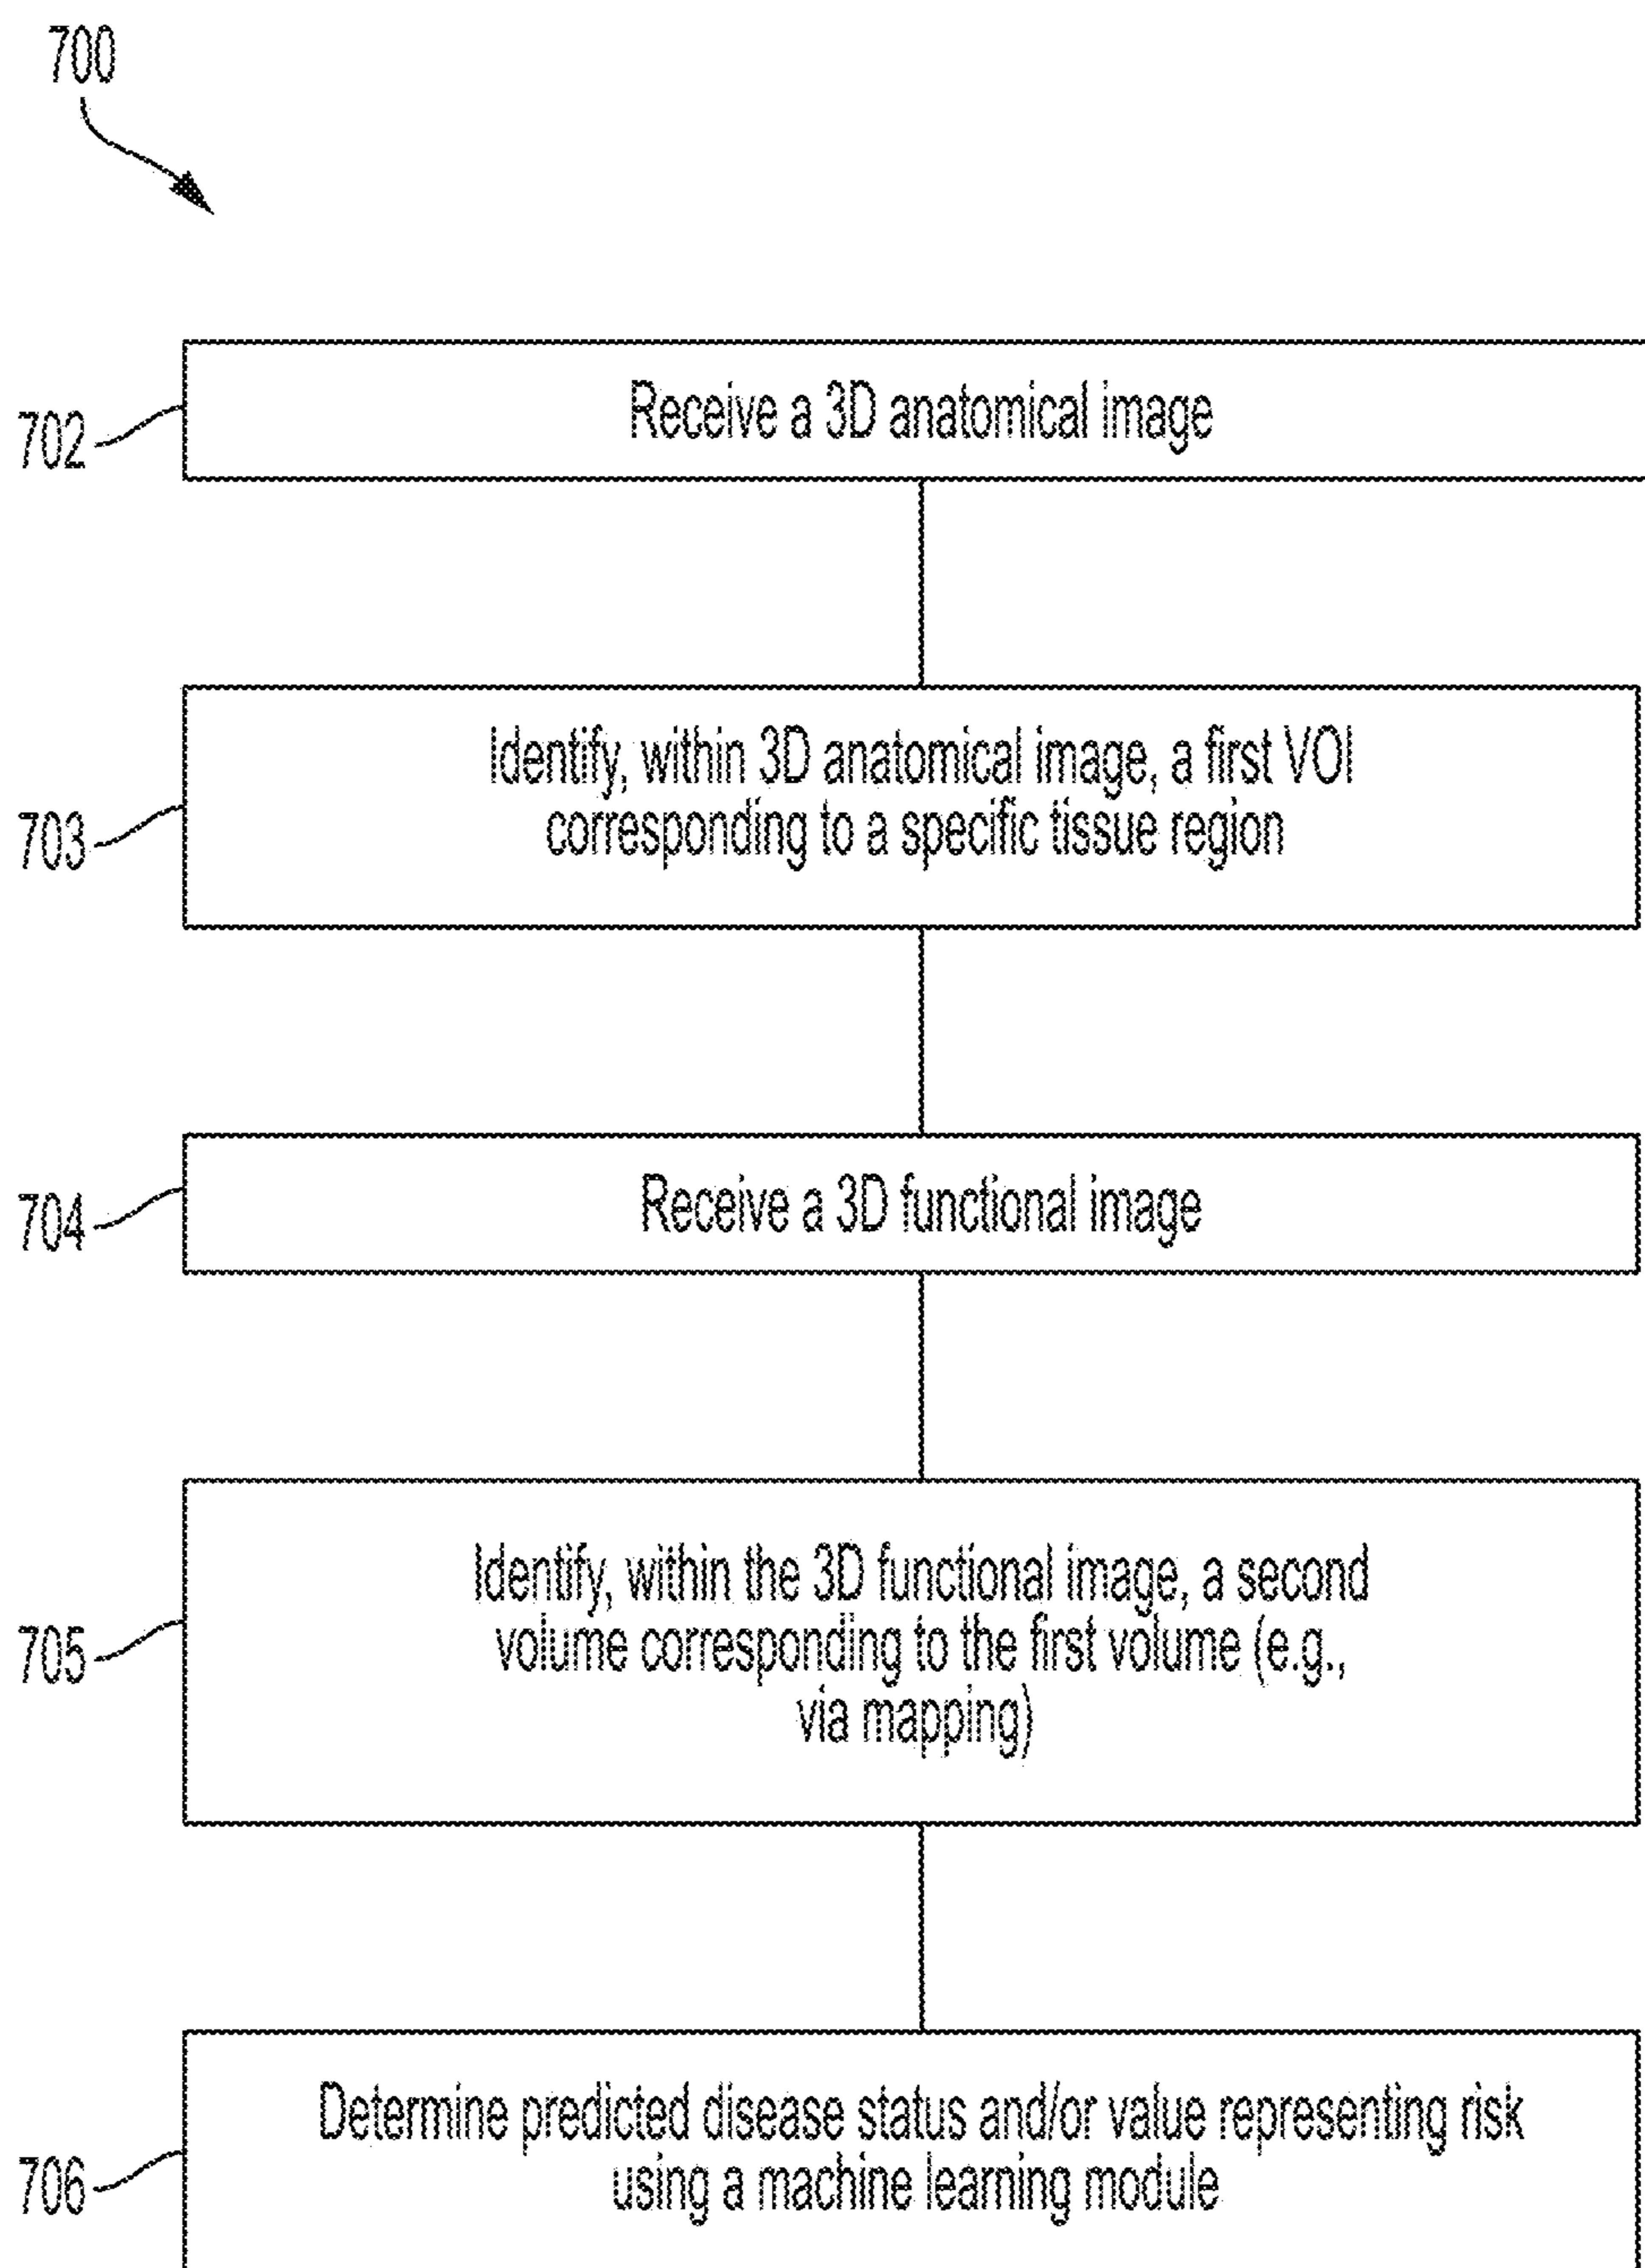 700
702
Receive a 3D anatomical image
703
Identify, within 3D anatomical image, a first VOI
corresponding to a specific tissue region
704
Receive a 3D functional image
705
Identify, within the 3D functional image, a second
volume corresponding to the first volume (e.g.,
via mapping)
706
Determine predicted disease status and/or value representing risk
using a machine learning module